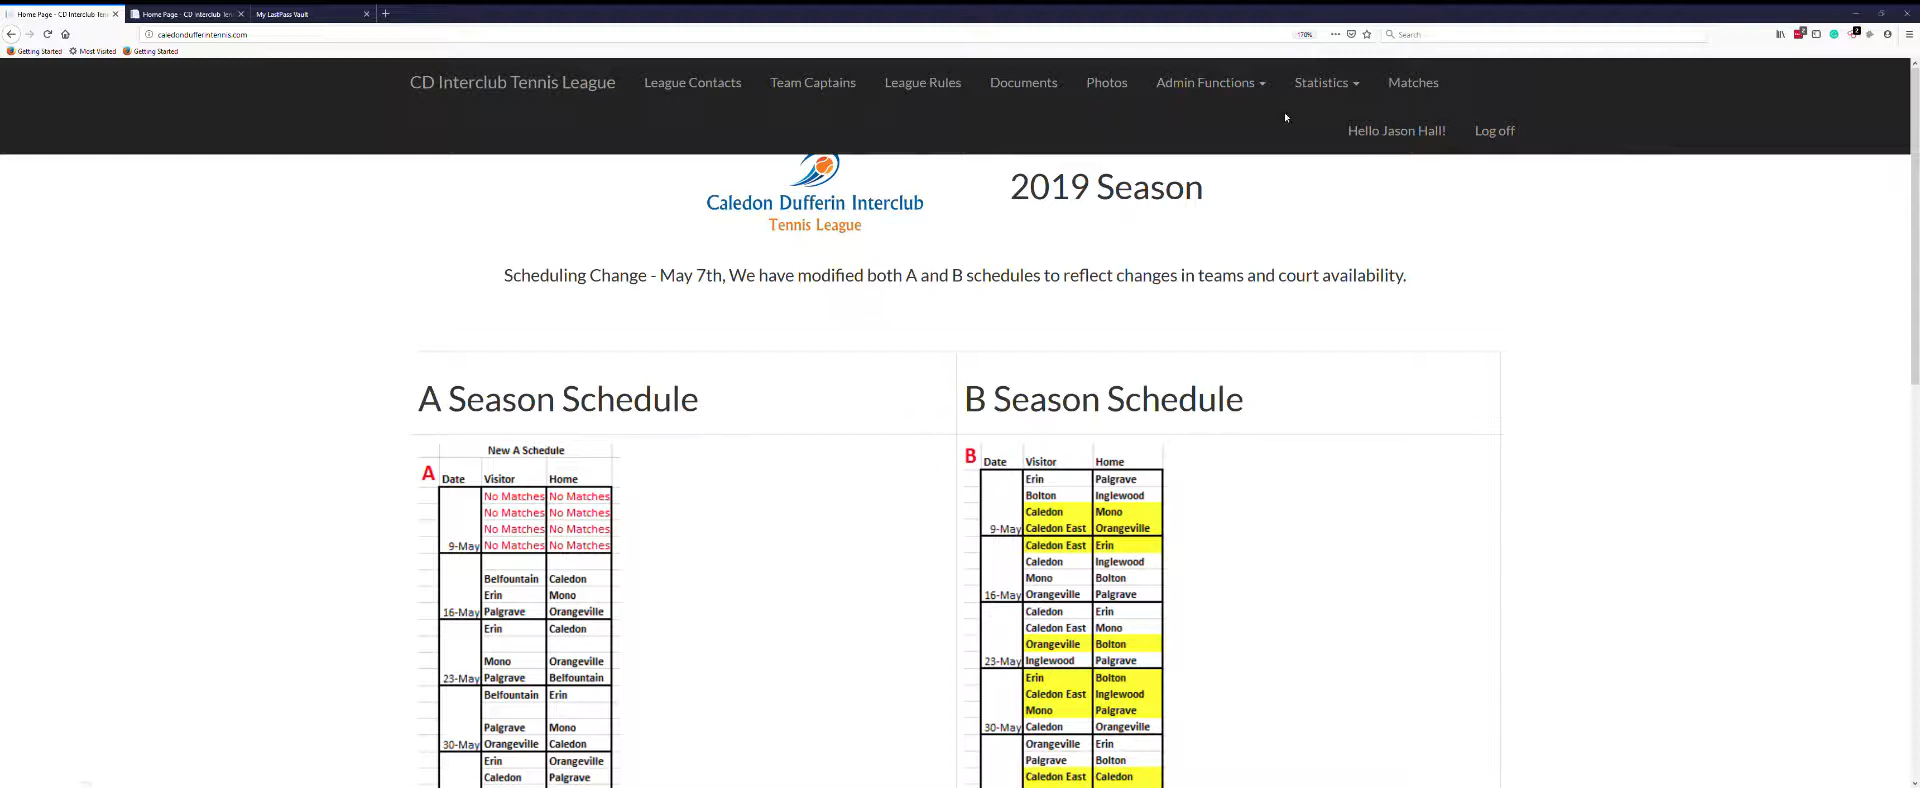 Home Page - CD Interclub Ten
Home Page - CD Interclub Ten
My LastPass Vault
caledondufferintennis.com
170%
Search
Getting Started
Most Visited
Getting Started
CD Interclub Tennis League
League Contacts
Team Captains
League Rules
Documents
Photos
Admin Functions
Statistics
Matches
Hello Jason Hall!
Log off
Caledon Dufferin Interclub
Tennis League
2019 Season
Scheduling Change - May 7th, We have modified both A and B schedules to reflect changes in teams and court availability.
A Season Schedule
New A Schedule
A Date Visitor Home
No Matches No Matches
No Matches No Matches
No Matches No Matches
9-May No Matches No Matches
Belfountain Caledon
Erin Mono
16-May Palgrave Orangeville
Erin Caledon
Mono Orangeville
23-May Palgrave Belfountain
Belfountain Erin
Palgrave Mono
30-May Orangeville Caledon
Erin Orangeville
Caledon Palgrave
B Season Schedule
B Date Visitor Home
Erin Palgrave
Bolton Inglewood
Caledon Mono
9-May Caledon East Orangeville
Caledon East Erin
Caledon Inglewood
Mono Bolton
16-May Orangeville Palgrave
Caledon Erin
Caledon East Mono
Orangeville Bolton
23-May Inglewood Palgrave
Erin Bolton
Caledon East Inglewood
Mono Palgrave
30-May Caledon Orangeville
Orangeville Erin
Palgrave Bolton
Caledon East Caledon